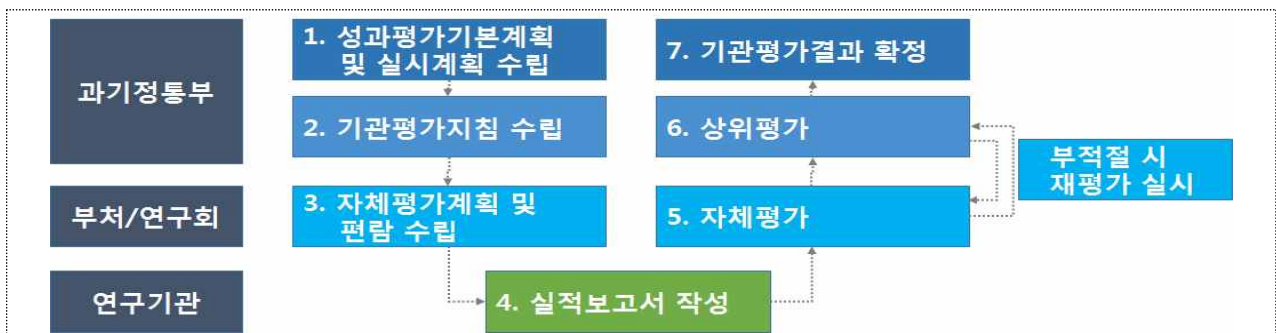 과기정통부
1. 성과평가기본계획
및 실시계획 수립
7. 기관평가결과 확정
2. 기관평가지침 수립
6. 상위평가
부적절 시
재평가 실시
부처/연구회
3. 자체평가계획 및
편람 수립
5. 자체평가
연구기관
4. 실적보고서 작성